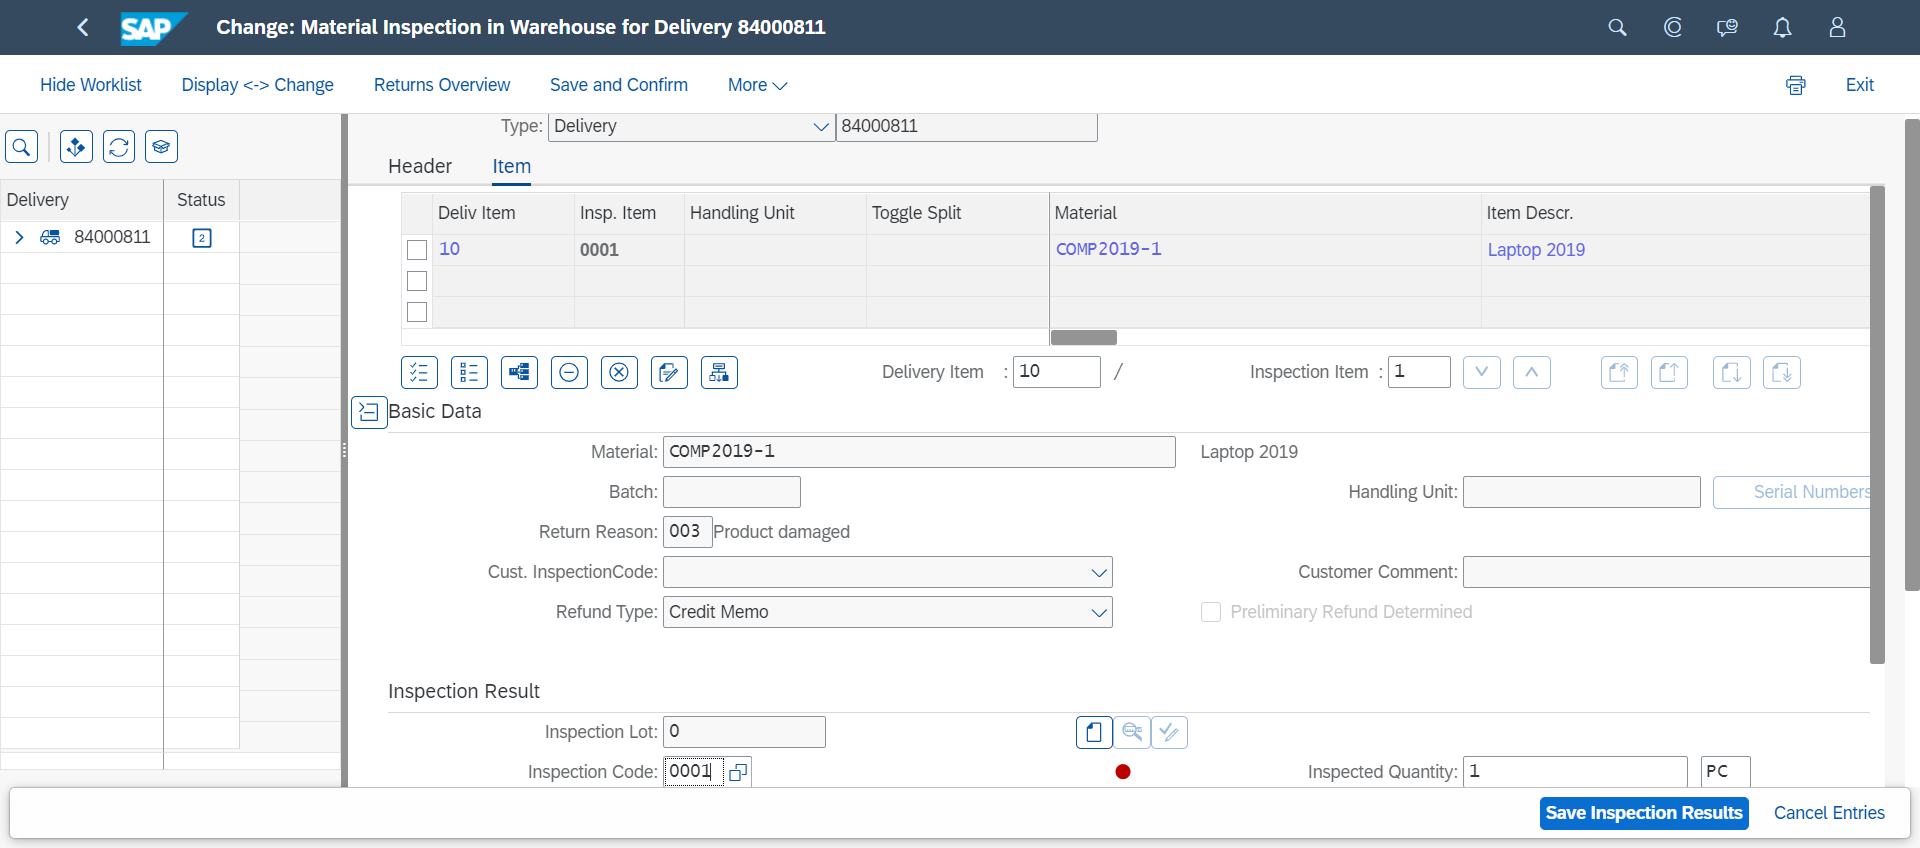 SAP Change: Material Inspection in Warehouse for Delivery 84000811
Hide Worklist Display <-> Change Returns Overview Save and Confirm More Exit
Type: Delivery 84000811
Header Item
Delivery Status
84000811 2
Deliv Item Insp. Item Handling Unit Toggle Split Material Item Descr.
10 0001 COMP2019-1 Laptop 2019
Delivery Item : 10 / Inspection Item : 1
Basic Data
Material: COMP2019-1 Laptop 2019
Batch: Handling Unit: Serial Numbers
Return Reason: 003 Product damaged
Cust. InspectionCode: Customer Comment:
Refund Type: Credit Memo Preliminary Refund Determined
Inspection Result
Inspection Lot: 0
Inspection Code: 0001 Inspected Quantity: 1 PC
Save Inspection Results Cancel Entries